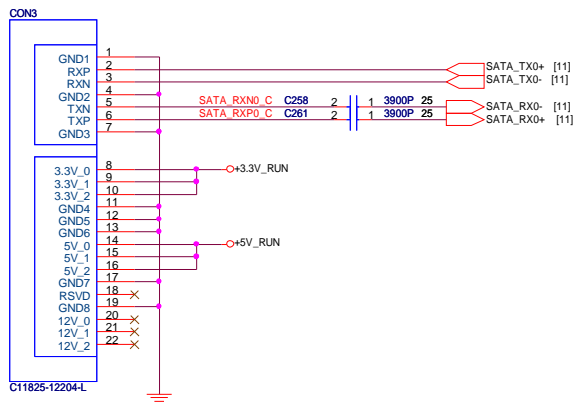 CON3
GND1 1
RXP 2 SATA_TX0+ [11]
RXN 3 SATA_TX0- [11]
GND2 4
TXN 5 SATA_RXN0_C C258 2 1 3900P 25 SATA_RX0- [11]
TXP 6 SATA_RXP0_C C261 2 1 3900P 25 SATA_RX0+ [11]
GND3 7
3.3V_0 8 +3.3V_RUN
3.3V_1 9
3.3V_2 10
GND4 11
GND5 12
GND6 13
5V_0 14 +5V_RUN
5V_1 15
5V_2 16
GND7 17
RSVD 18
GND8 19
12V_0 20
12V_1 21
12V_2 22
C11825-12204-L